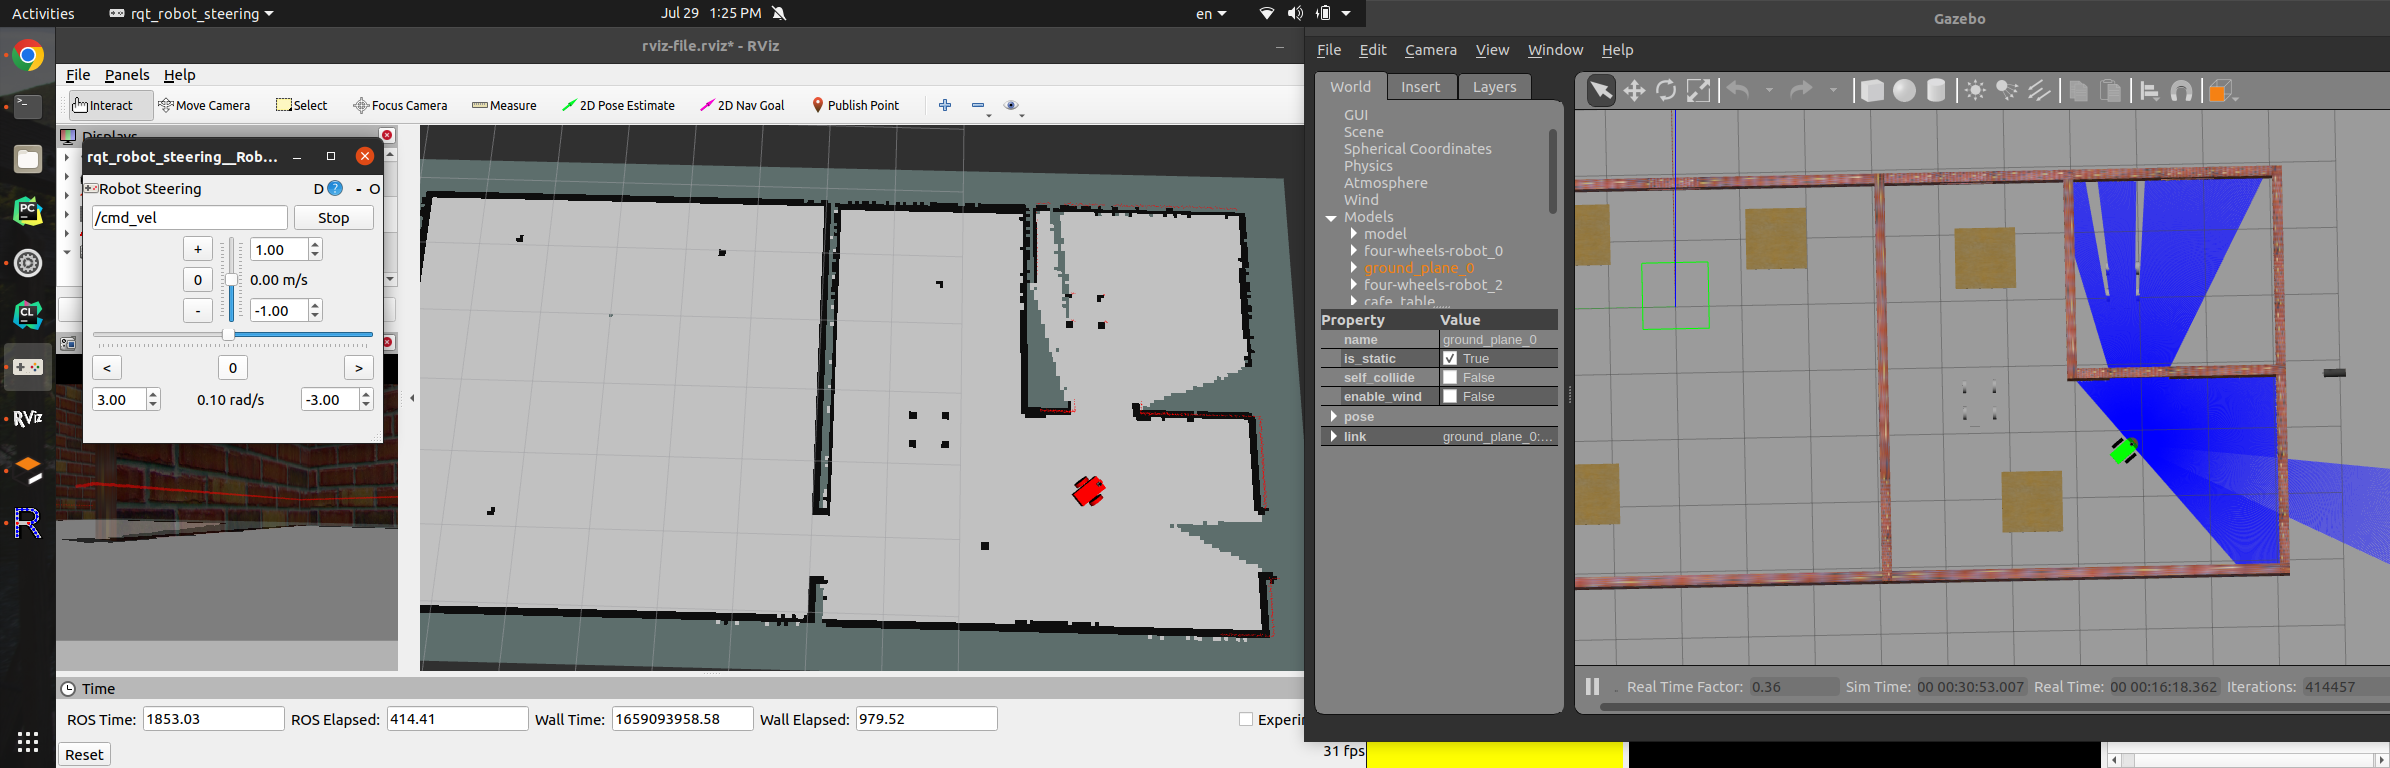 Activities
rqt_robot_steering
Jul 29 1:25 PM
en
rviz-file.rviz* - RViz
File Panels Help
Interact Move Camera Select Focus Camera Measure 2D Pose Estimate 2D Nav Goal Publish Point
Displays
rqt_robot_steering__Rob...
Robot Steering
D ? - O
/cmd_vel
Stop
+
1.00
0
0.00 m/s
-
-1.00
< 0 >
3.00
0.10 rad/s
-3.00
PC
CL
RViz
R
Time
ROS Time: 1853.03 ROS Elapsed: 414.41 Wall Time: 1659093958.58 Wall Elapsed: 979.52
Reset
31 fps
Gazebo
File Edit Camera View Window Help
World Insert Layers
GUI
Scene
Spherical Coordinates
Physics
Atmosphere
Wind
Models
model
four-wheels-robot_0
ground_plane_0
four-wheels-robot_2
cafe_table
Property Value
name ground_plane_0
is_static True
self_collide False
enable_wind False
pose
link ground_plane_0:...
Real Time Factor: 0.36 Sim Time: 00 00:30:53.007 Real Time: 00 00:16:18.362 Iterations: 414457